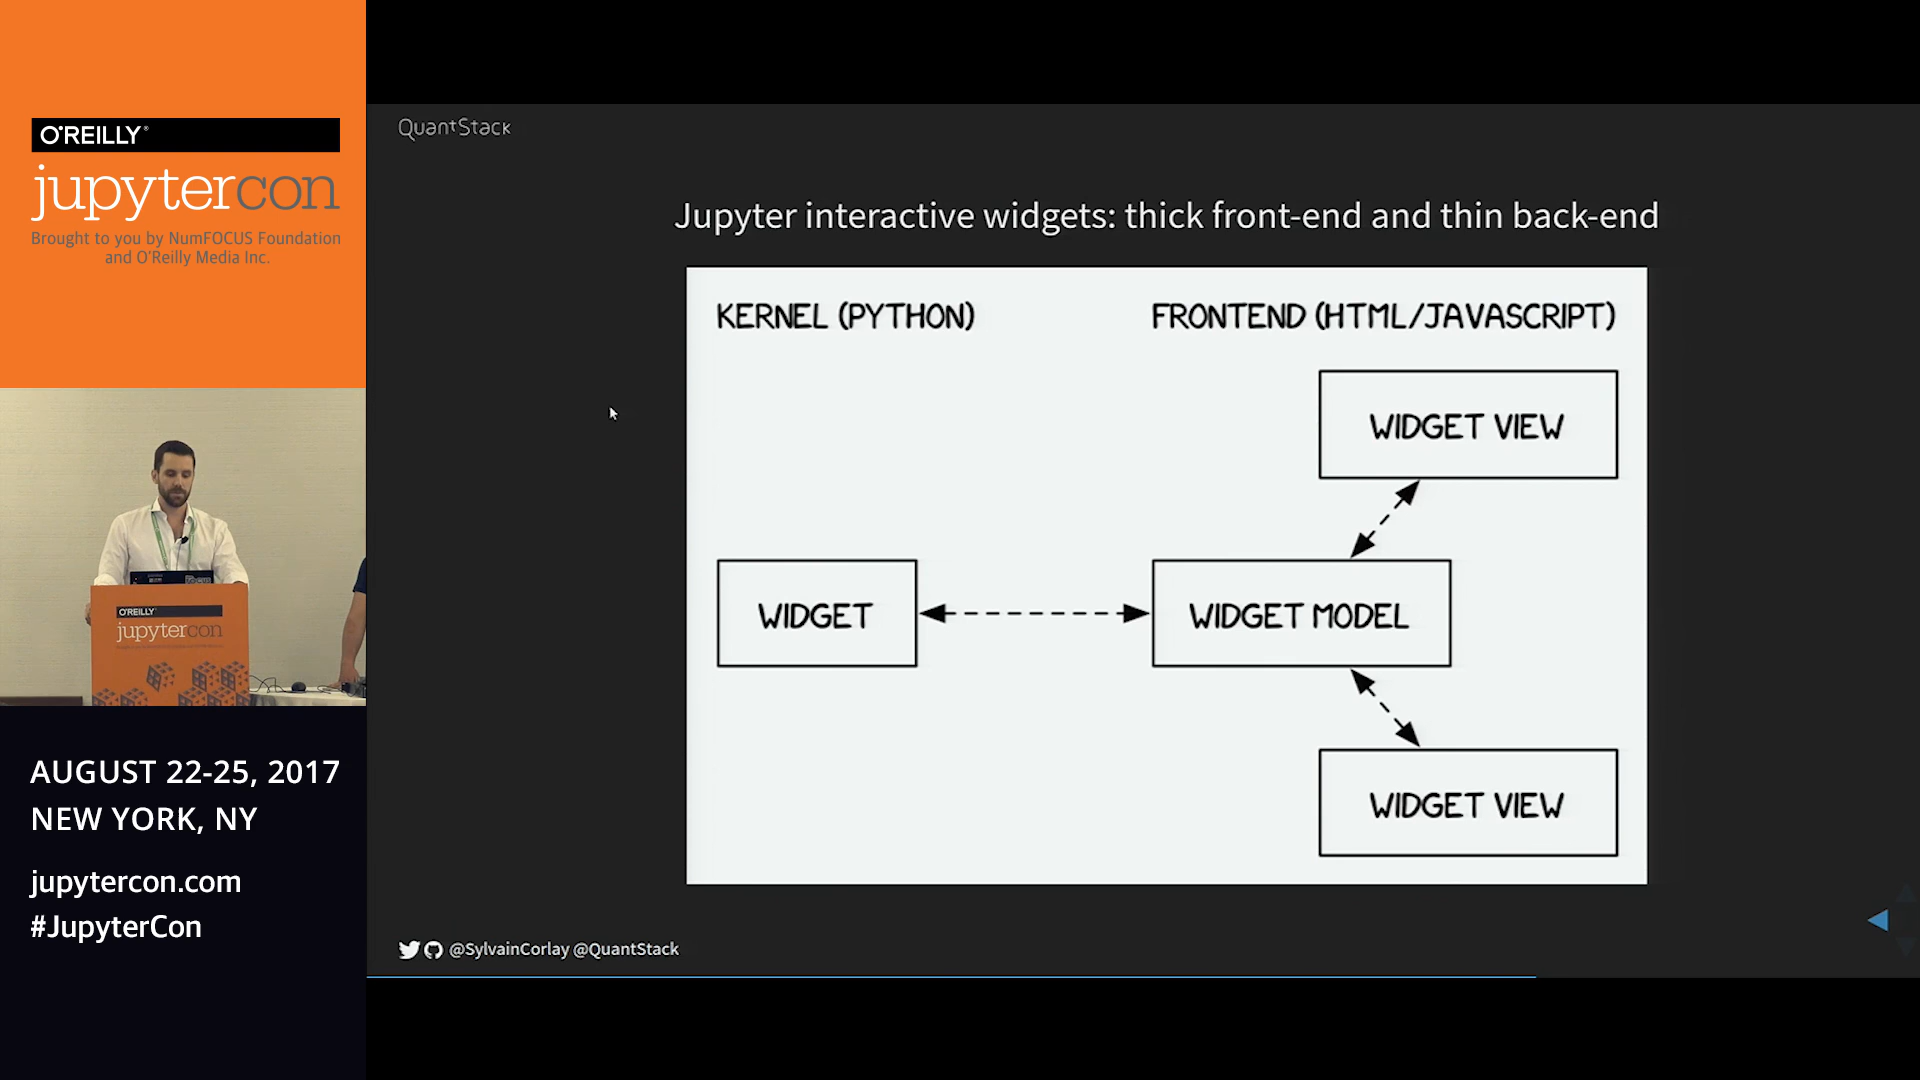 O'REILLY®
jupytercon
Brought to you by NumFOCUS Foundation
and O'Reilly Media Inc.
O'REILLY
jupytercon
AUGUST 22-25, 2017
NEW YORK, NY
jupytercon.com
#JupyterCon
QuantStack
Jupyter interactive widgets: thick front-end and thin back-end
KERNEL (PYTHON)
FRONTEND (HTML/JAVASCRIPT)
WIDGET VIEW
WIDGET
WIDGET MODEL
WIDGET VIEW
@SylvainCorlay @QuantStack